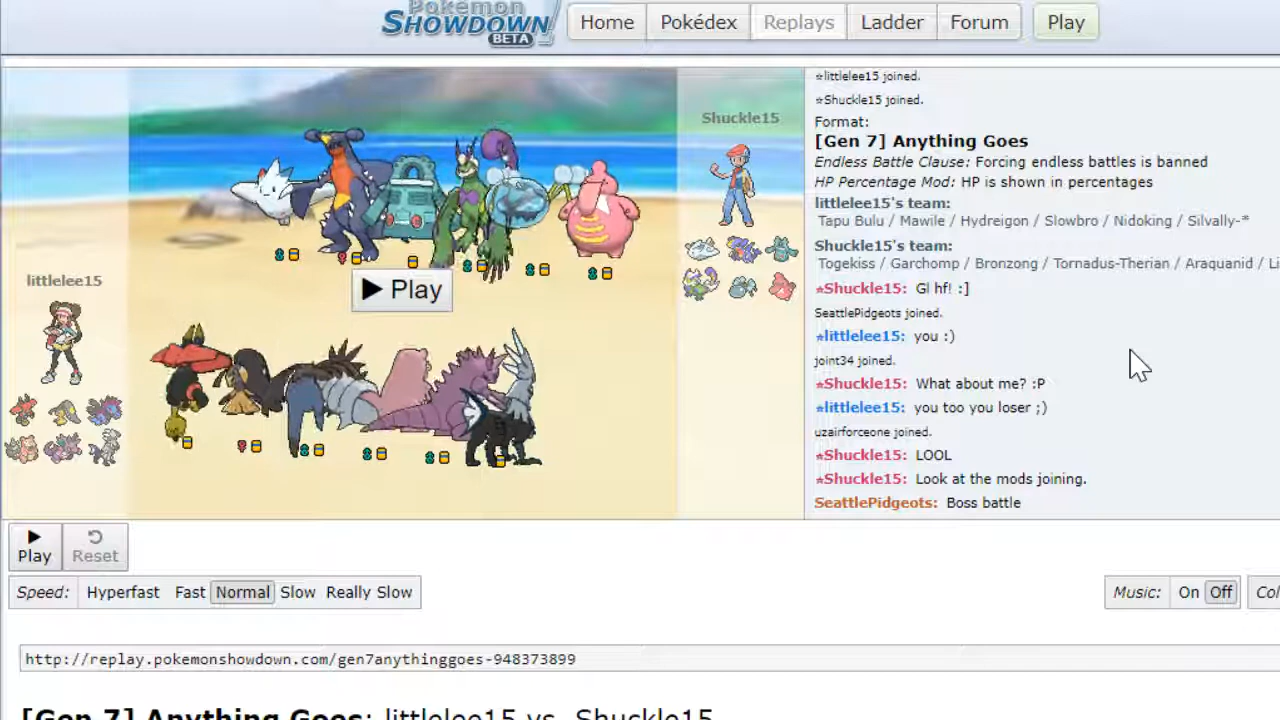 Pokémon
SHOWDOWN
BETA
Home
Pokédex
Replays
Ladder
Forum
Play
littlelee15
Shuckle15
Play
☆littlelee15 joined.
☆Shuckle15 joined.
Format:
[Gen 7] Anything Goes
Endless Battle Clause: Forcing endless battles is banned
HP Percentage Mod: HP is shown in percentages
littlelee15's team:
Tapu Bulu / Mawile / Hydreigon / Slowbro / Nidoking / Silvally-*
Shuckle15's team:
Togekiss / Garchomp / Bronzong / Tornadus-Therian / Araquanid / Li
☆Shuckle15: Gl hf! :]
SeattlePidgeots joined.
☆littlelee15: you :)
joint34 joined.
☆Shuckle15: What about me? :P
☆littlelee15: you too you loser ;)
uzairforceone joined.
☆Shuckle15: LOOL
☆Shuckle15: Look at the mods joining.
SeattlePidgeots: Boss battle
Play
Reset
Speed: Hyperfast Fast Normal Slow Really Slow
Music: On Off
Col
http://replay.pokemonshowdown.com/gen7anythinggoes-948373899
[Gen 7] Anything Goes: littlelee15 vs. Shuckle15